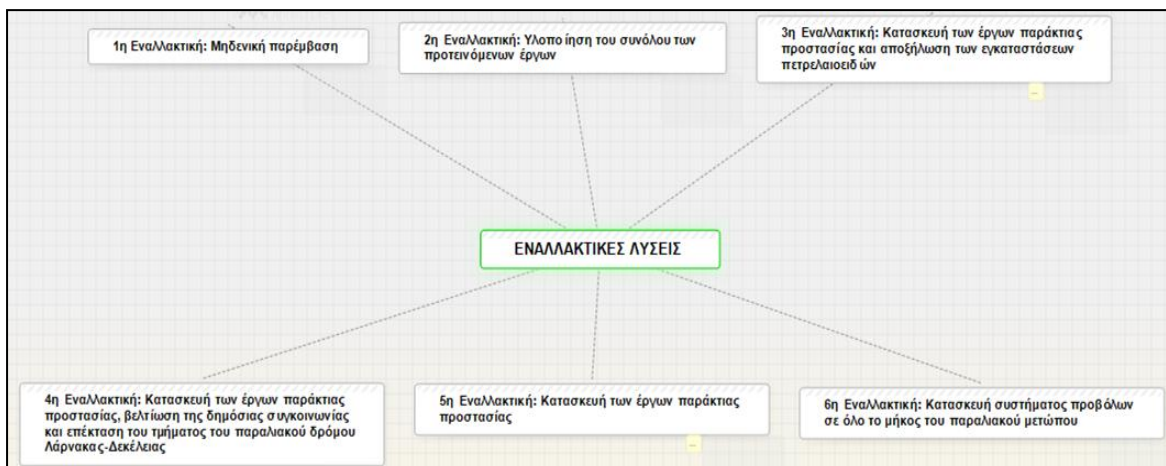 1η Εναλλακτική: Μηδενική παρέμβαση
2η Εναλλακτική: Υλοποίηση του συνόλου των
προτεινόμενων έργων
3η Εναλλακτική: Κατασκευή των έργων παράκτιας
προστασίας και αποξήλωση των εγκαταστάσεων
πετρελαιοειδών
ΕΝΑΛΛΑΚΤΙΚΕΣ ΛΥΣΕΙΣ
4η Εναλλακτική: Κατασκευή των έργων παράκτιας
προστασίας, βελτίωση της δημόσιας συγκοινωνίας
και επέκταση του τμήματος του παραλιακού δρόμου
Λάρνακας-Δεκέλειας
5η Εναλλακτική: Κατασκευή των έργων παράκτιας
προστασίας
6η Εναλλακτική: Κατασκευή συστήματος προβόλων
σε όλο το μήκος του παραλιακού μετώπου